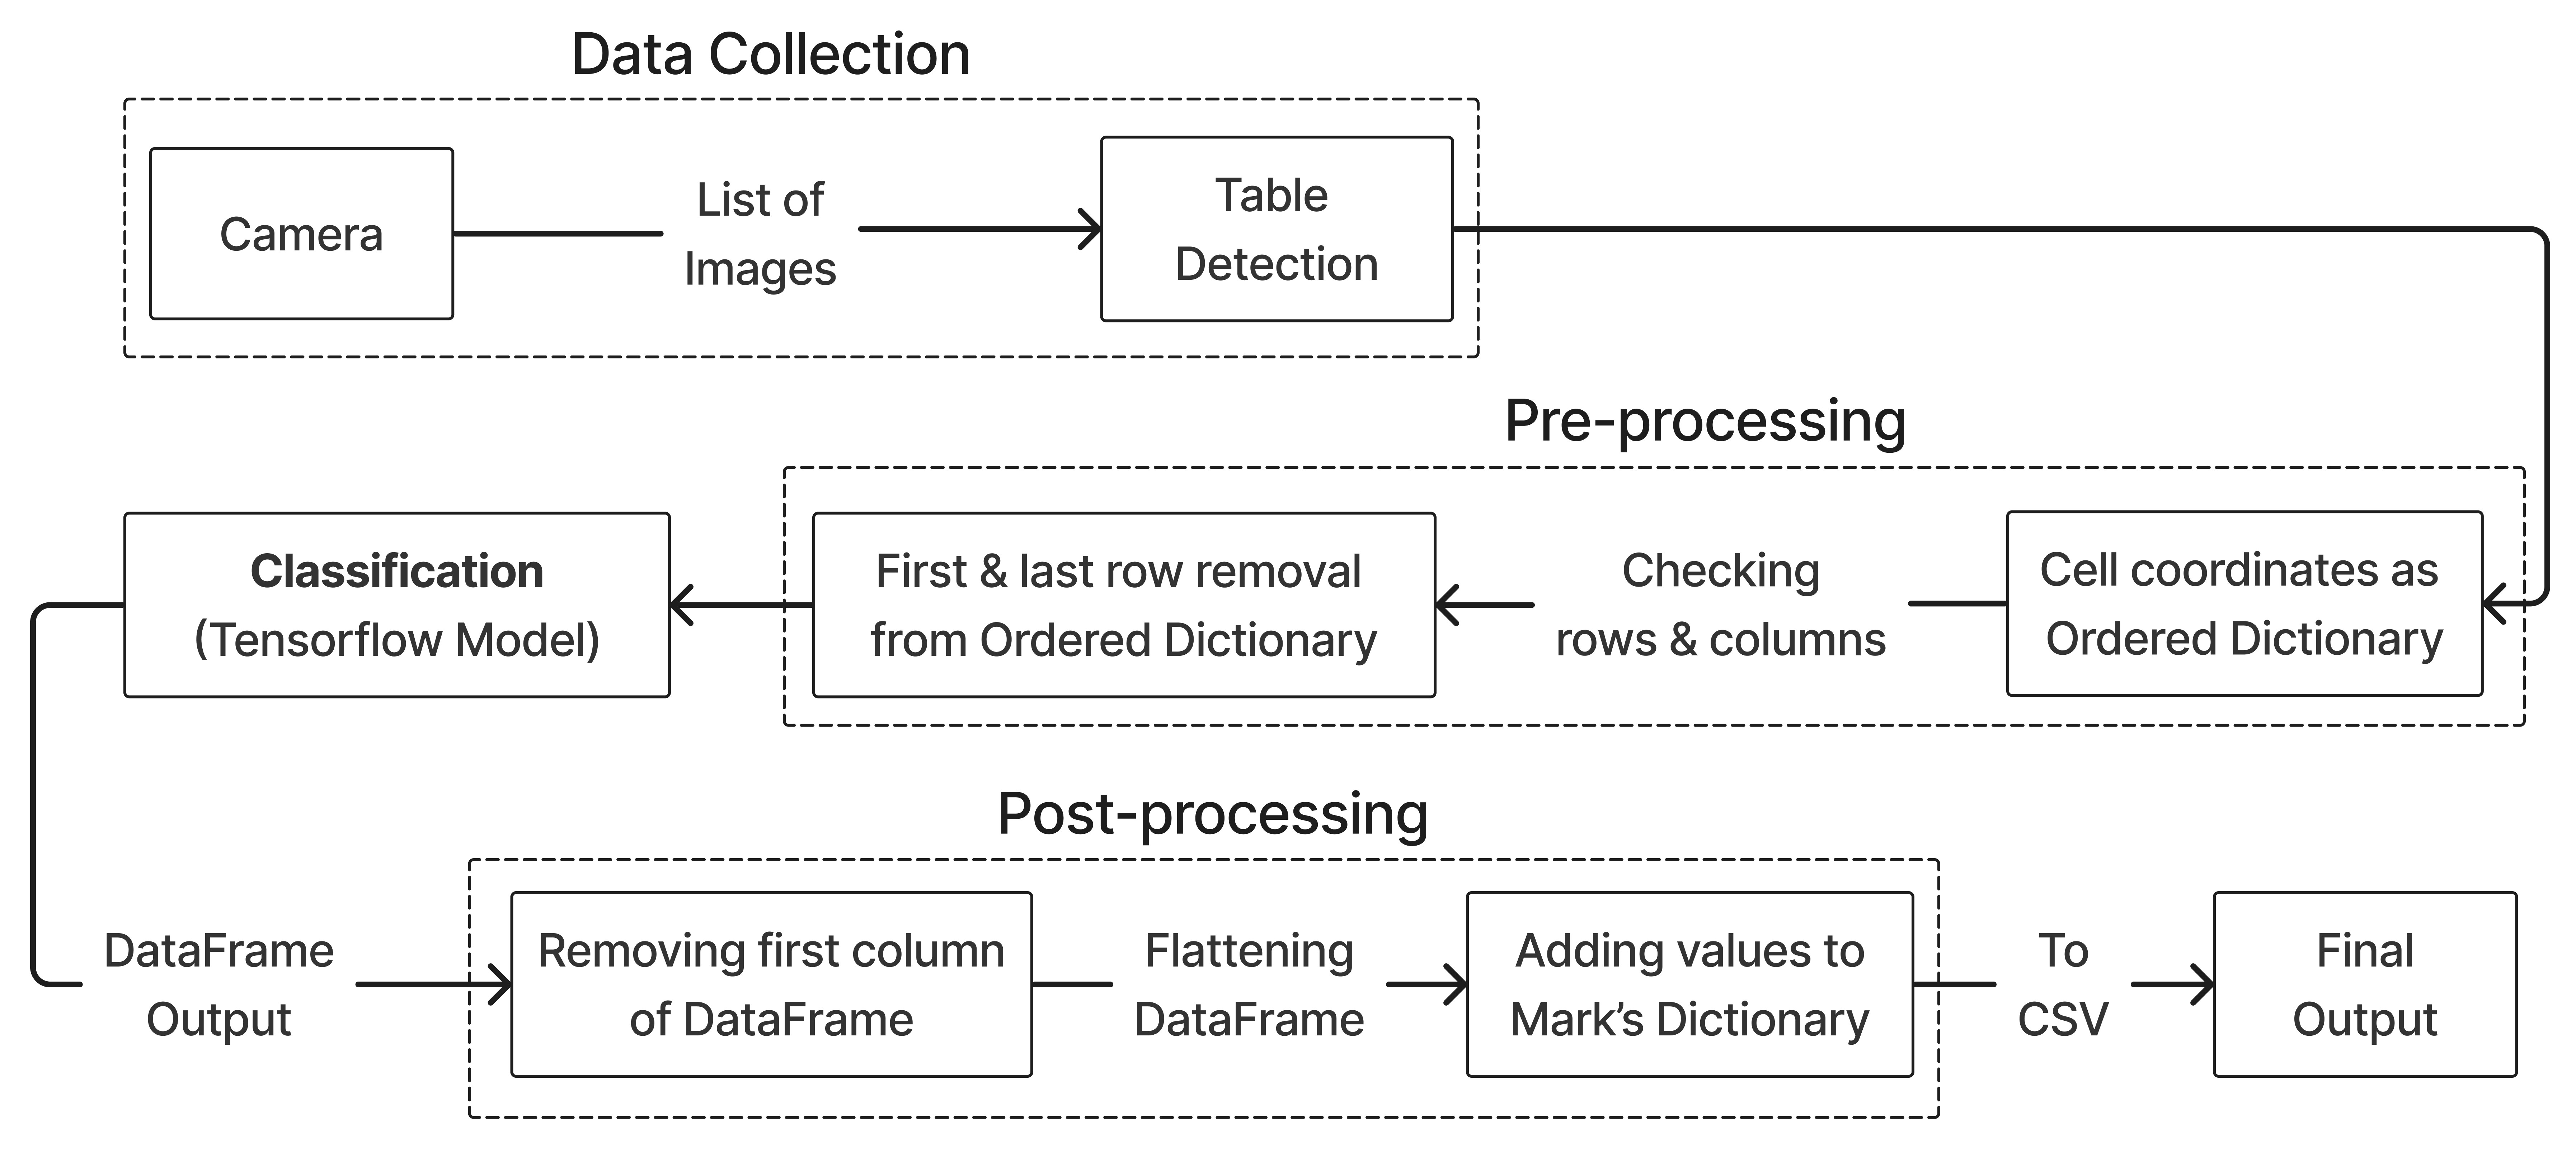 Data Collection
Camera
List of
Images
Table
Detection
Pre-processing
Cell coordinates as
Ordered Dictionary
Checking
rows & columns
First & last row removal
from Ordered Dictionary
Classification
(Tensorflow Model)
Post-processing
DataFrame
Output
Removing first column
of DataFrame
Flattening
DataFrame
Adding values to
Mark’s Dictionary
To
CSV
Final
Output